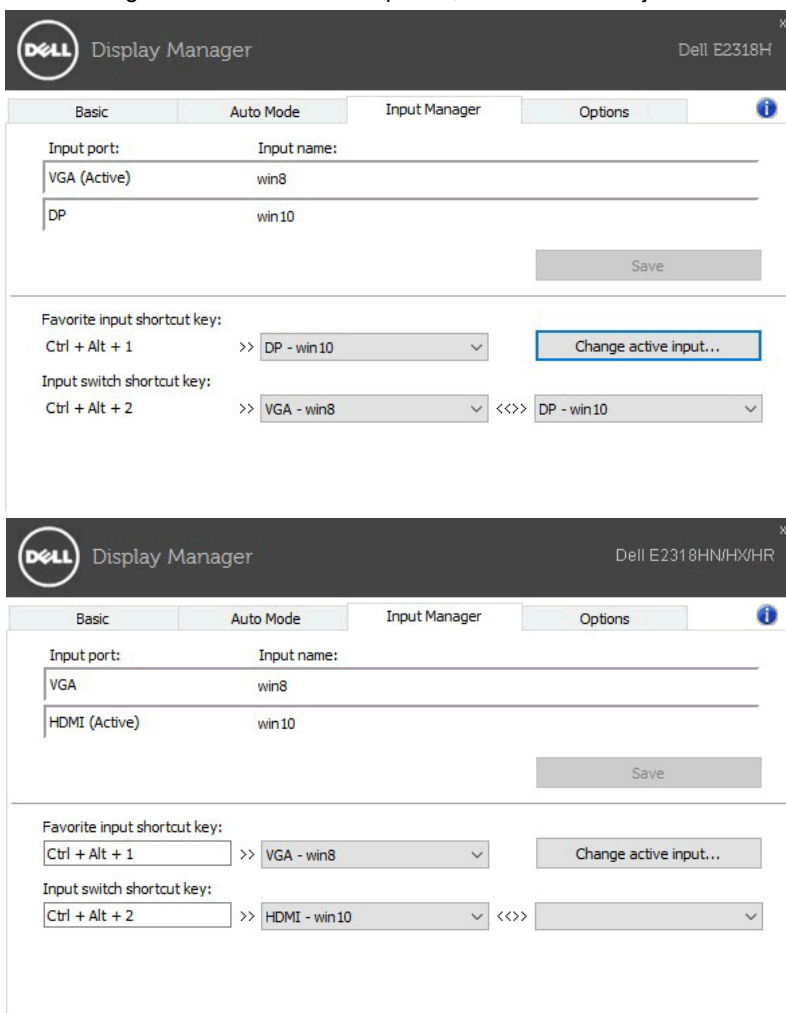 x
DELL Display Manager Dell E2318H
Basic Auto Mode Input Manager Options i
Input port: Input name:
VGA (Active) win8
DP win10
Save
Favorite input shortcut key:
Ctrl + Alt + 1 >> DP - win10 Change active input...
Input switch shortcut key:
Ctrl + Alt + 2 >> VGA - win8 <<>> DP - win10
x
DELL Display Manager Dell E2318HN/HX/HR
Basic Auto Mode Input Manager Options i
Input port: Input name:
VGA win8
HDMI (Active) win10
Save
Favorite input shortcut key:
Ctrl + Alt + 1 >> VGA - win8 Change active input...
Input switch shortcut key:
Ctrl + Alt + 2 >> HDMI - win10 <<>>